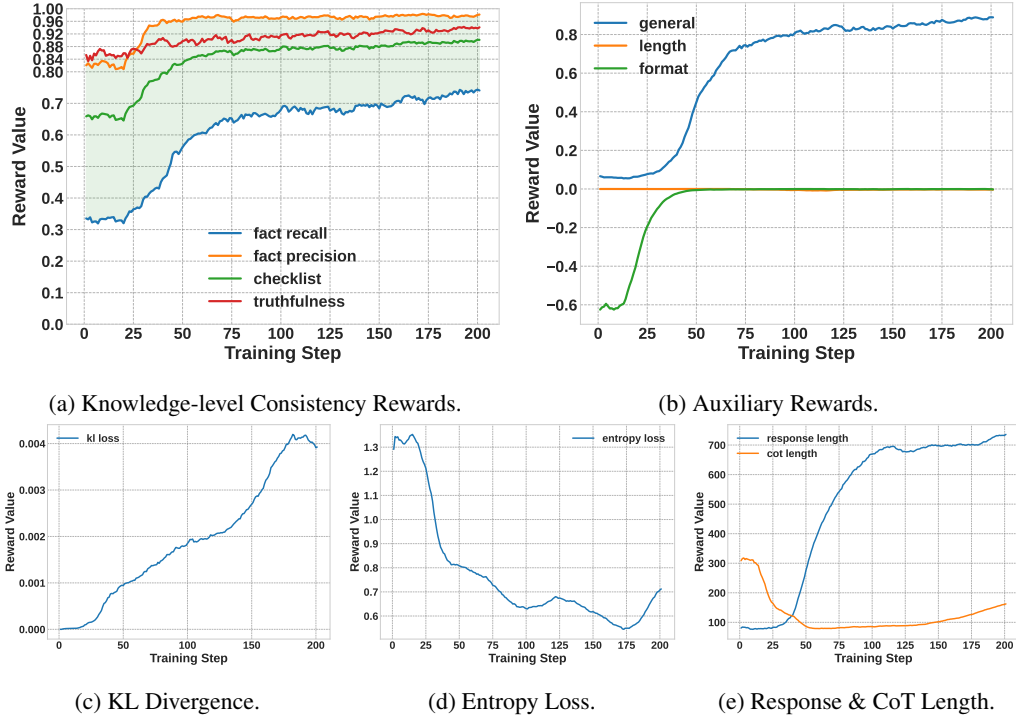 1.00
0.96
0.92
0.88
0.84
0.80
0.7
0.6
0.5
0.4
0.3
0.2
0.1
0.0
Reward Value
fact recall
fact precision
checklist
truthfulness
0 25 50 75 100 125 150 175 200
Training Step
(a) Knowledge-level Consistency Rewards.
general
length
format
0.8
0.6
0.4
0.2
0.0
−0.2
−0.4
−0.6
Reward Value
0 25 50 75 100 125 150 175 200
Training Step
(b) Auxiliary Rewards.
kl loss
0.004
0.003
0.002
0.001
0.000
Reward Value
0 50 100 150 200
Training Step
(c) KL Divergence.
entropy loss
1.3
1.2
1.1
1.0
0.9
0.8
0.7
0.6
Reward Value
0 25 50 75 100 125 150 175 200
Training Step
(d) Entropy Loss.
response length
cot length
700
600
500
400
300
200
100
Reward Value
0 25 50 75 100 125 150 175 200
Training Step
(e) Response & CoT Length.